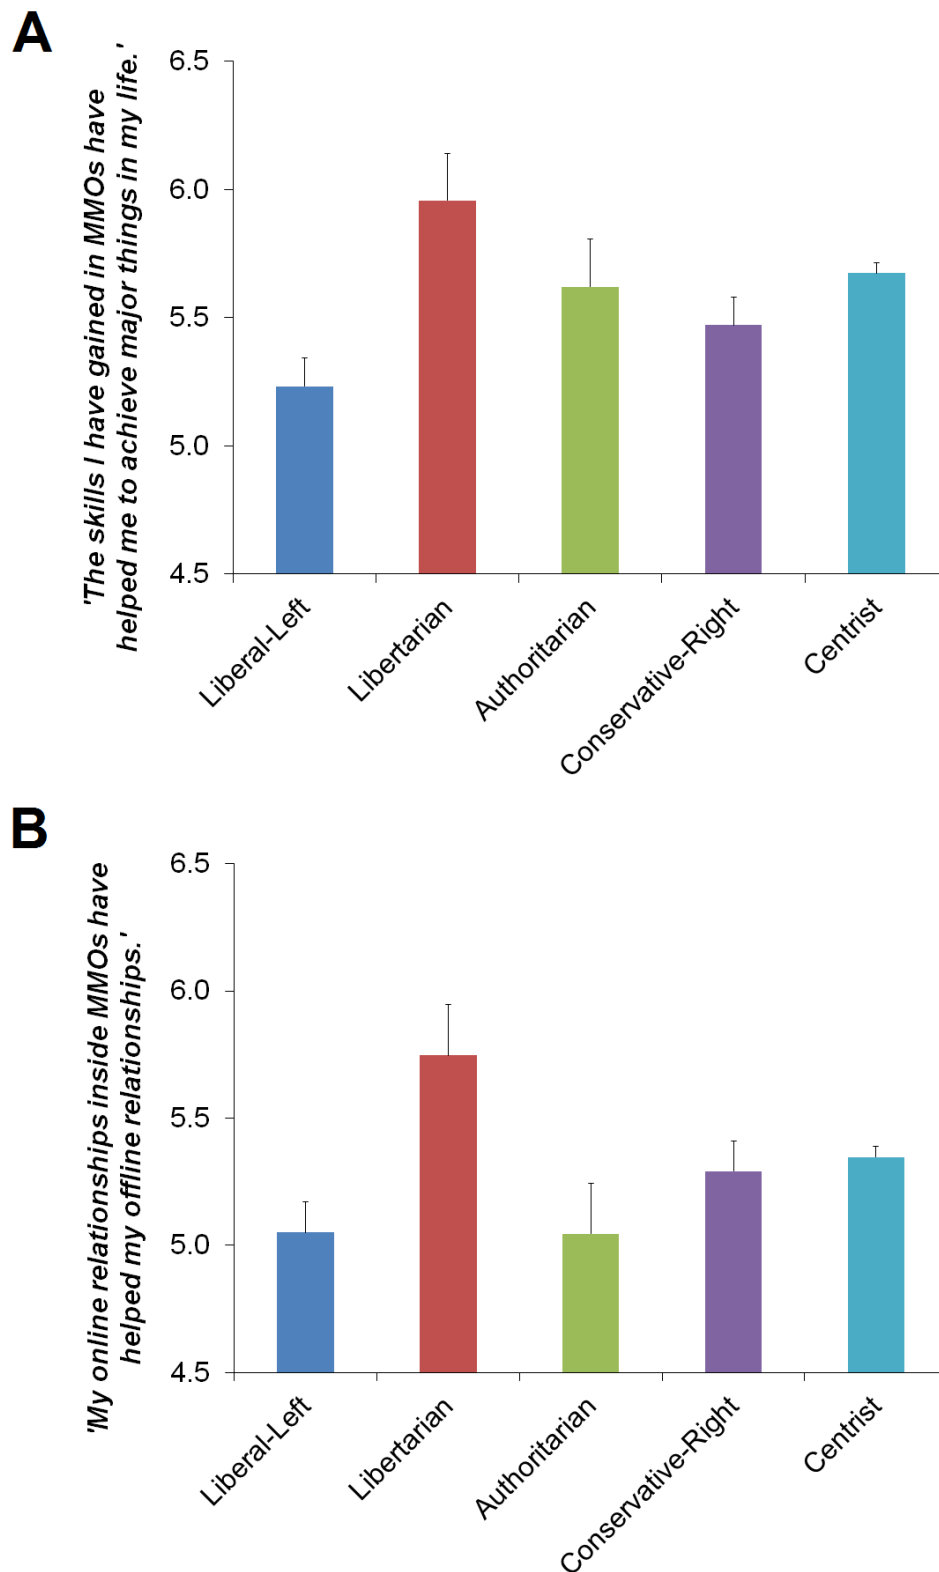 A
'The skills I have gained in MMOs have
helped me to achieve major things in my life.'
6.5
6.0
5.5
5.0
4.5
Liberal-Left
Libertarian
Authoritarian
Conservative-Right
Centrist
B
'My online relationships inside MMOs have
helped my offline relationships.'
6.5
6.0
5.5
5.0
4.5
Liberal-Left
Libertarian
Authoritarian
Conservative-Right
Centrist